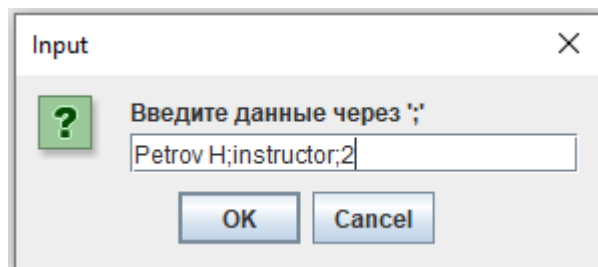 Input
Введите данные через ';'
Petrov H;instructor;2
OK
Cancel